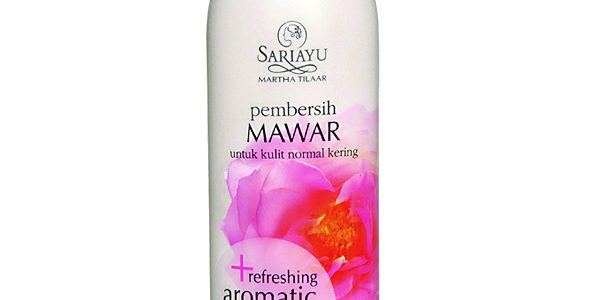 SARIAYU
MARTHA TILAAR
pembersih
MAWAR
untuk kulit normal kering
+refreshing
aromatic